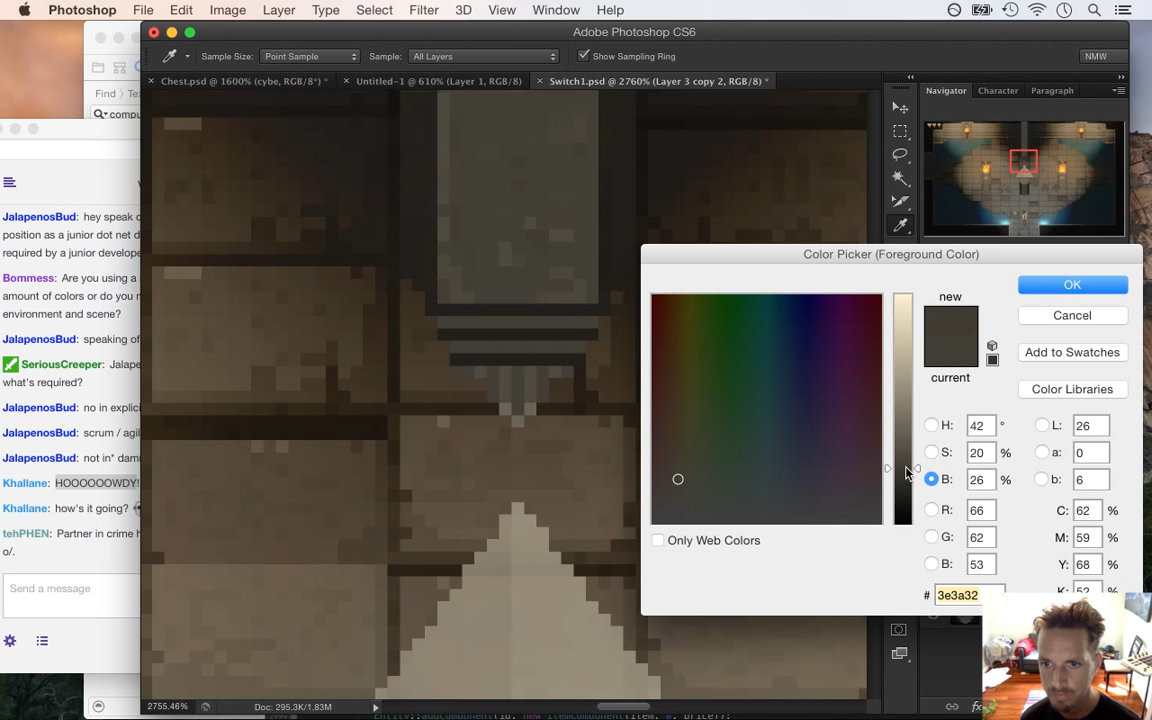 Photoshop File Edit Image Layer Type Select Filter 3D View Window Help
Adobe Photoshop CS6
Sample Size: Point Sample Sample: All Layers Show Sampling Ring NMW
Chest.psd @ 1600% (cybe, RGB/8*) * Untitled-1 @ 610% (Layer 1, RGB/8) Switch1.psd @ 2760% (Layer 3 copy 2, RGB/8) *
Navigator Character Paragraph
Find
compu
JalapenosBud: hey speak o
position as a junior dot net d
required by a junior develope
Bommess: Are you using a
amount of colors or do you r
environment and scene?
JalapenosBud: speaking of
SeriousCreeper: Jalape
what's required?
JalapenosBud: no in explici
JalapenosBud: scrum / agil
JalapenosBud: not in* damn
Khallane: HOOOOOOWDY!
Khallane: how's it going?
tehPHEN: Partner in crime h
o/.
Send a message
Color Picker (Foreground Color)
new
current
OK
Cancel
Add to Swatches
Color Libraries
H: 42 °
S: 20 %
B: 26 %
R: 66
G: 62
B: 53
L: 26
a: 0
b: 6
C: 62 %
M: 59 %
Y: 68 %
K: 52 %
# 3e3a32
Only Web Colors
2755.46% Doc: 295.3K/1.83M